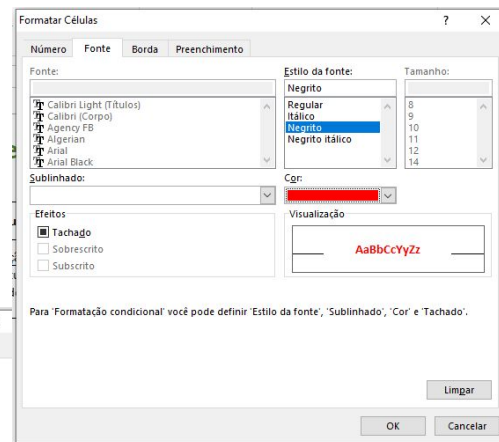 Formatar Células ? ×
Número Fonte Borda Preenchimento
Fonte: Estilo da fonte: Tamanho:
Negrito
Calibri Light (Títulos) Regular 8
Calibri (Corpo) Itálico 9
Agency FB Negrito 10
Algerian Negrito itálico 11
Arial 12
Arial Black 14
Sublinhado: Cor:
Efeitos Visualização
Tachado
Sobrescrito
Subscrito
AaBbCcYyZz
Para 'Formatação condicional' você pode definir 'Estilo da fonte', 'Sublinhado', 'Cor' e 'Tachado'.
Limpar
OK Cancelar